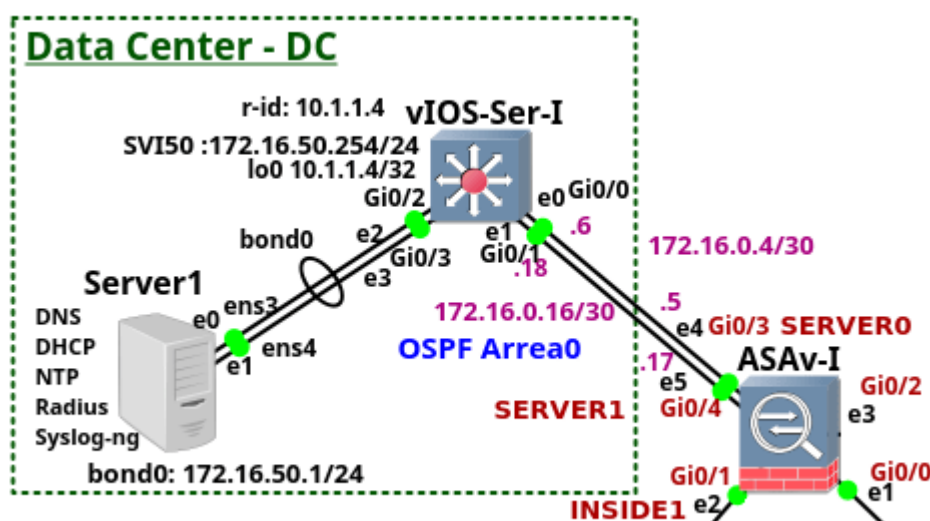 Data Center - DC
r-id: 10.1.1.4
vIOS-Ser-I
SVI50 :172.16.50.254/24
lo0 10.1.1.4/32
Gi0/2
e0
Gi0/0
bond0
e2
e1
.6
Gi0/3
Gi0/1
172.16.0.4/30
Server1
e3
.18
ens3
172.16.0.16/30
.5
DNS
e0
e4
Gi0/3
SERVER0
DHCP
ens4
OSPF Arrea0
ASAv-I
NTP
e1
.17
e5
Gi0/2
Radius
SERVER1
Gi0/4
e3
Syslog-ng
bond0: 172.16.50.1/24
Gi0/1
Gi0/0
e2
e1
INSIDE1